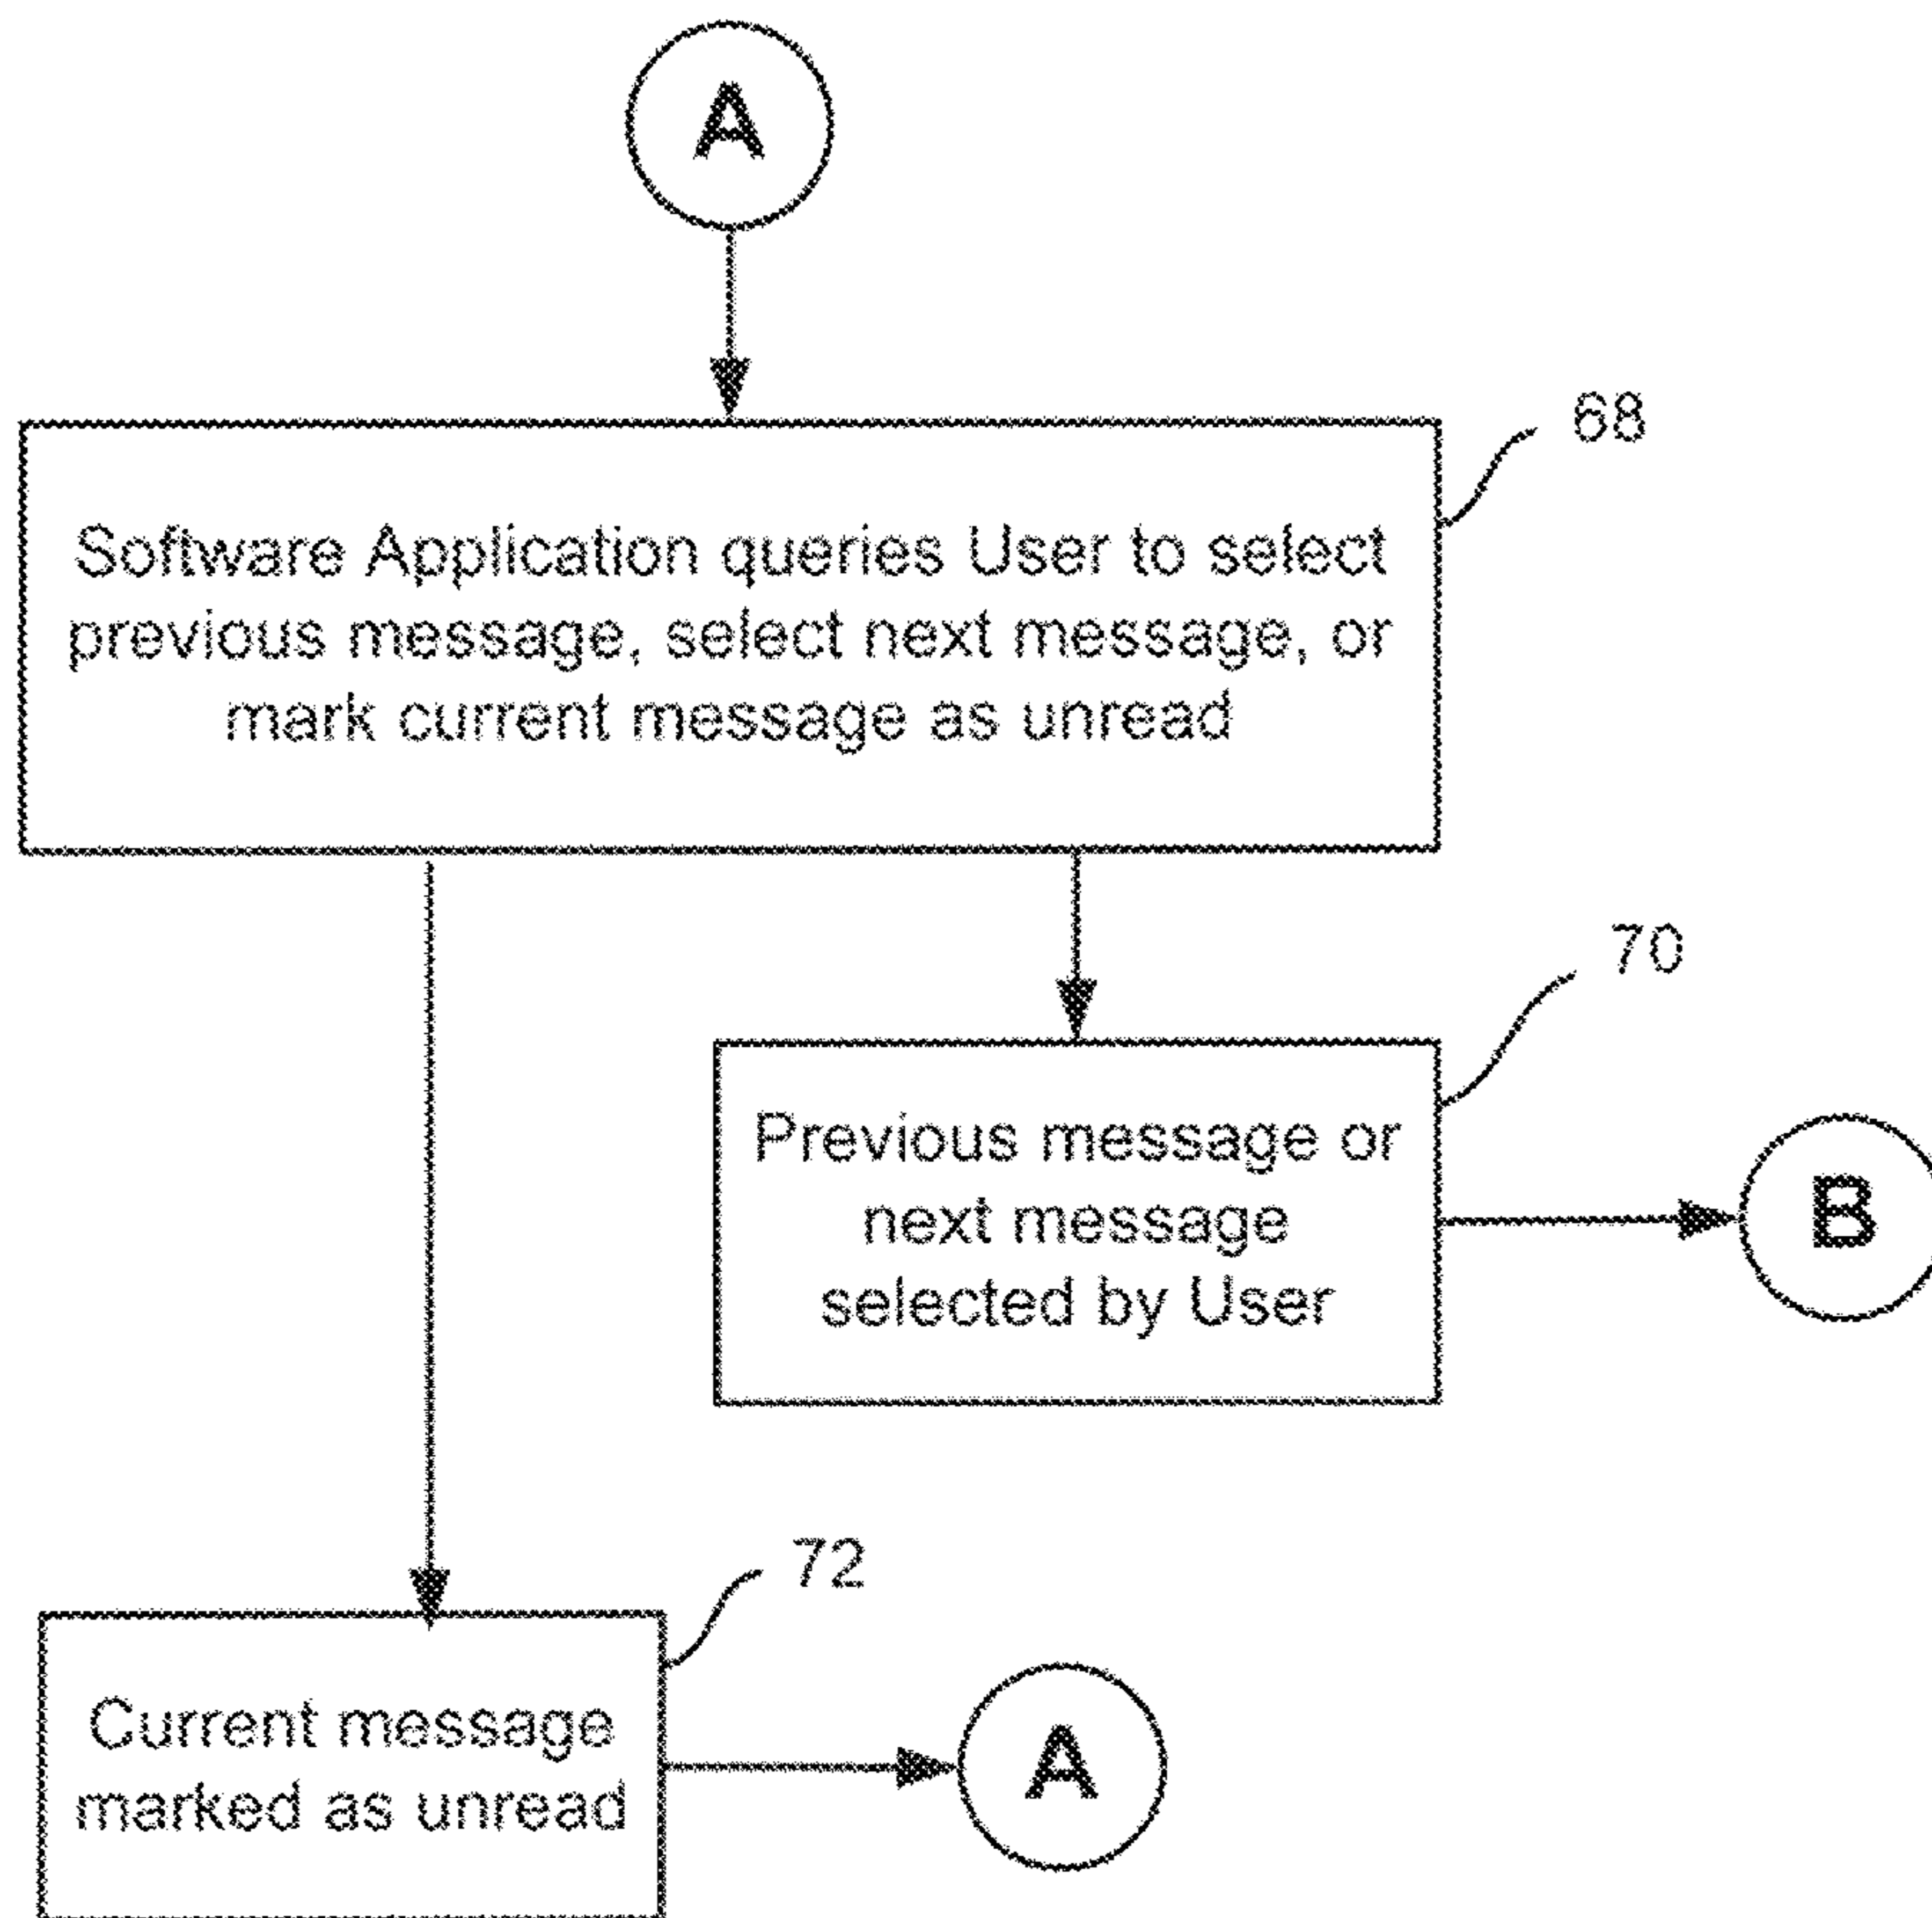 A
68
Software Application queries User to select
previous message, select next message, or
mark current message as unread
70
Previous message or
next message
selected by User
B
72
Current message
marked as unread
A